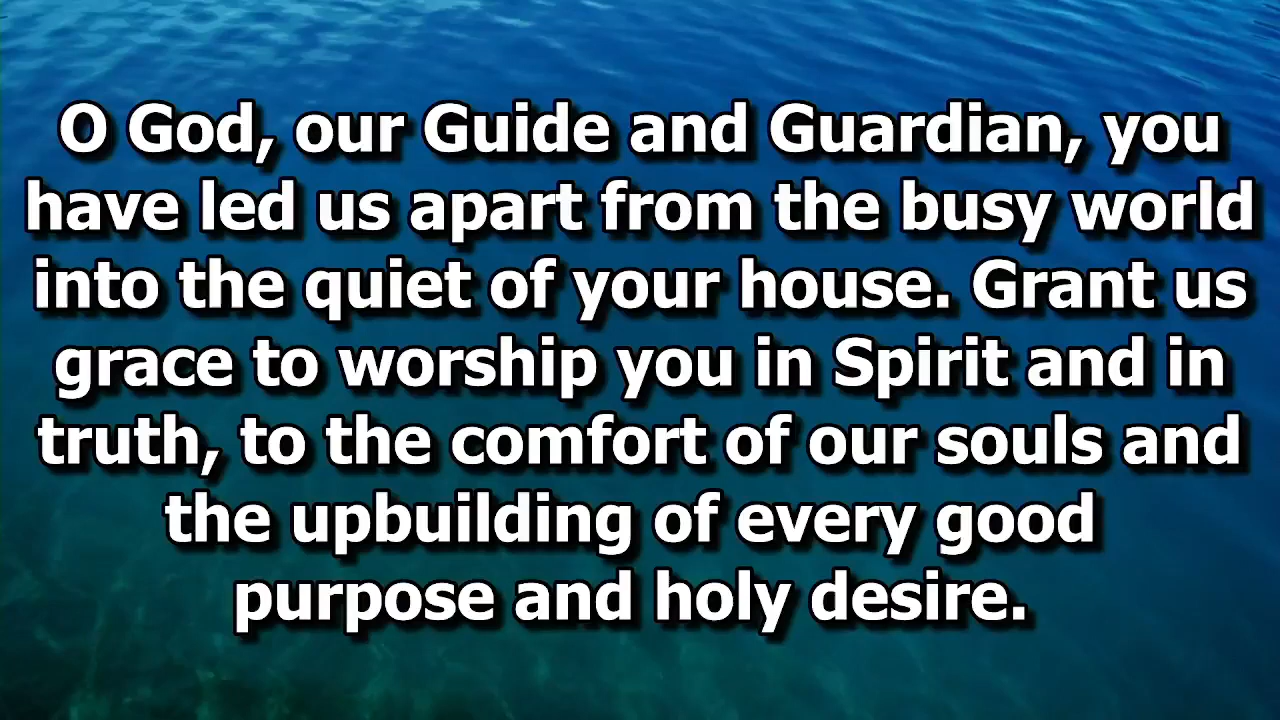 O God, our Guide and Guardian, you
have led us apart from the busy world
into the quiet of your house. Grant us
grace to worship you in Spirit and in
truth, to the comfort of our souls and
the upbuilding of every good
purpose and holy desire.